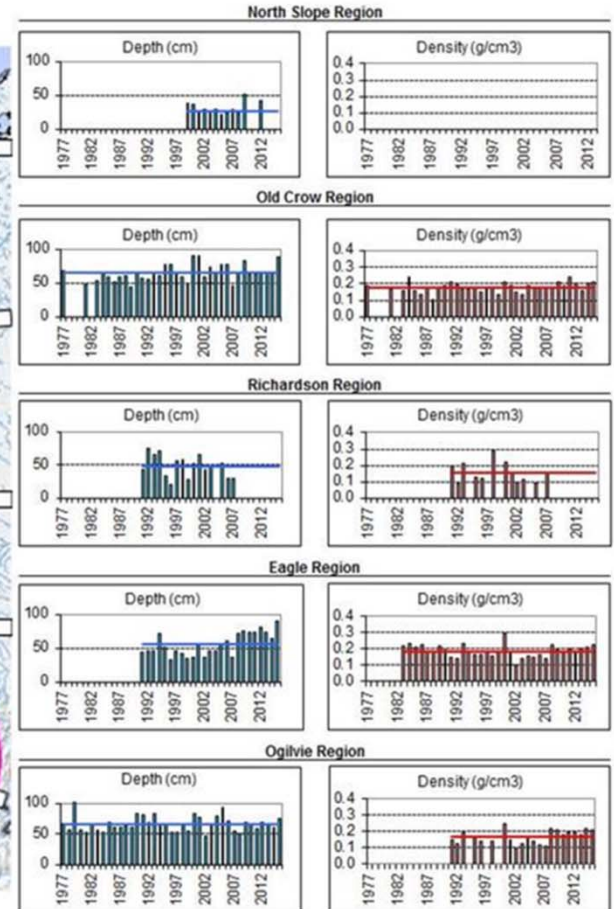 North Slope Region
Depth (cm)
100
50
0
1977 1982 1987 1992 1997 2002 2007 2012
Density (g/cm3)
0.4
0.3
0.2
0.1
0.0
1977 1982 1987 1992 1997 2002 2007 2012
Old Crow Region
Depth (cm)
100
50
0
1977 1982 1987 1992 1997 2002 2007 2012
Density (g/cm3)
0.4
0.3
0.2
0.1
0.0
1977 1982 1987 1992 1997 2002 2007 2012
Richardson Region
Depth (cm)
100
50
0
1977 1982 1987 1992 1997 2002 2007 2012
Density (g/cm3)
0.4
0.3
0.2
0.1
0.0
1977 1982 1987 1992 1997 2002 2007 2012
Eagle Region
Depth (cm)
100
50
0
1977 1982 1987 1992 1997 2002 2007 2012
Density (g/cm3)
0.4
0.3
0.2
0.1
0.0
1977 1982 1987 1992 1997 2002 2007 2012
Ogilvie Region
Depth (cm)
100
50
0
1977 1982 1987 1992 1997 2002 2007 2012
Density (g/cm3)
0.4
0.3
0.2
0.1
0.0
1977 1982 1987 1992 1997 2002 2007 2012